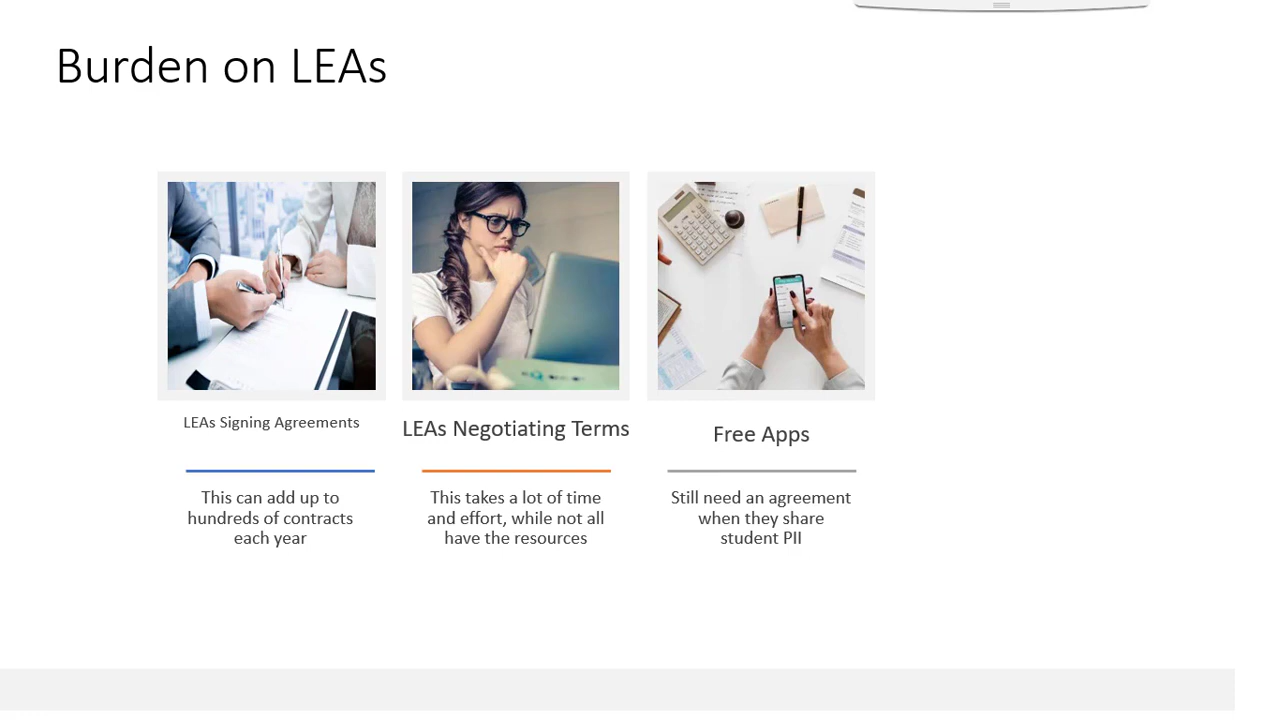 Burden on LEAs
LEAs Signing Agreements
This can add up to
hundreds of contracts
each year
LEAs Negotiating Terms
This takes a lot of time
and effort, while not all
have the resources
Free Apps
Still need an agreement
when they share
student PII